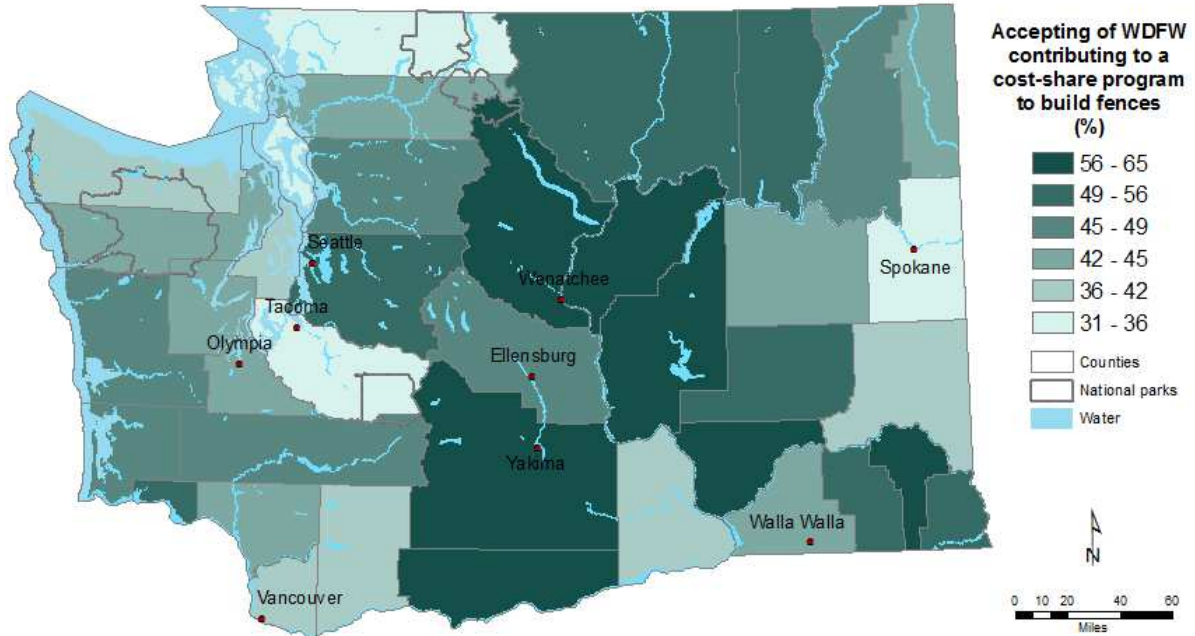 Accepting of WDFW
contributing to a
cost-share program
to build fences
(%)
56 - 65
49 - 56
45 - 49
42 - 45
36 - 42
31 - 36
Counties
National parks
Water
Seattle
Spokane
Wenatchee
Tacoma
Olympia
Ellensburg
Yakima
Walla Walla
Vancouver
N
0 10 20 40 60
Miles